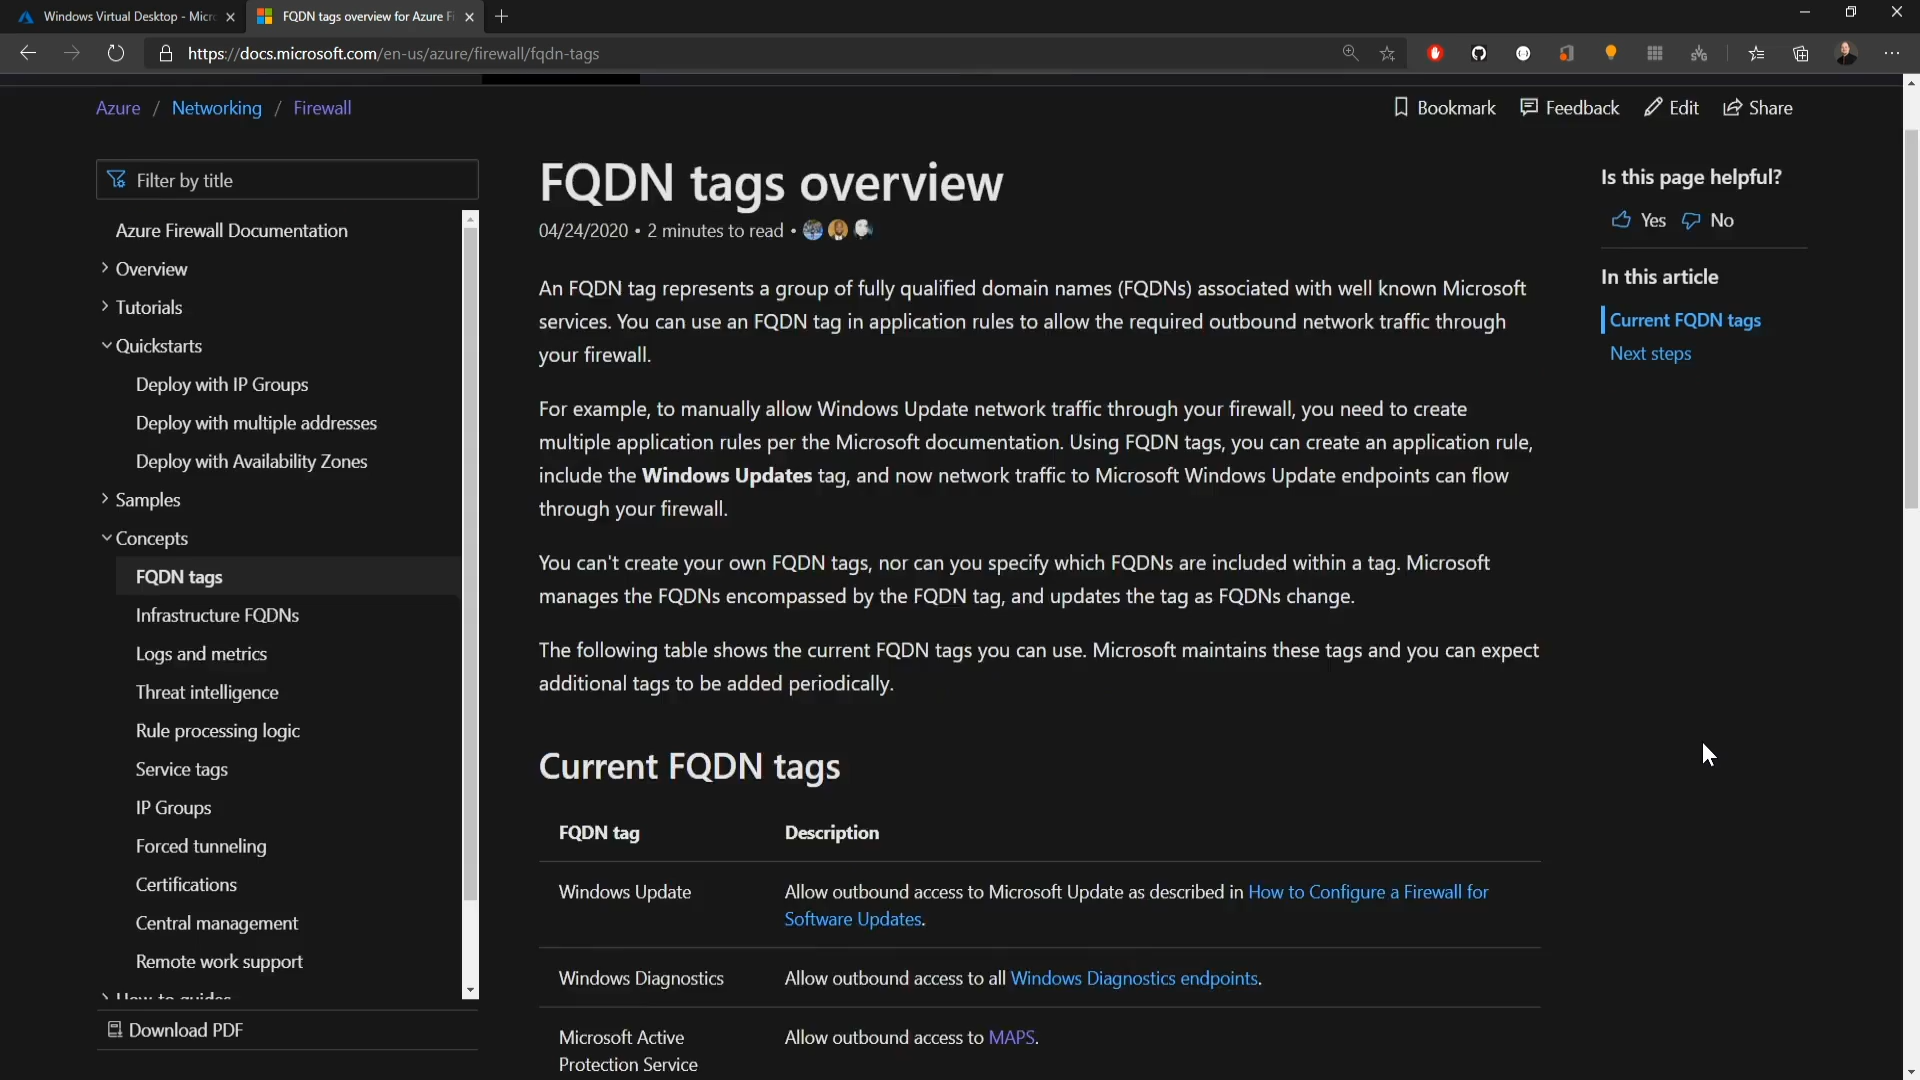 Windows Virtual Desktop - Micr
FQDN tags overview for Azure Fi
https://docs.microsoft.com/en-us/azure/firewall/fqdn-tags
Azure / Networking / Firewall
Bookmark Feedback Edit Share
Filter by title
Azure Firewall Documentation
Overview
Tutorials
Quickstarts
Deploy with IP Groups
Deploy with multiple addresses
Deploy with Availability Zones
Samples
Concepts
FQDN tags
Infrastructure FQDNs
Logs and metrics
Threat intelligence
Rule processing logic
Service tags
IP Groups
Forced tunneling
Certifications
Central management
Remote work support
How-to guides
Download PDF
FQDN tags overview
04/24/2020 • 2 minutes to read •
An FQDN tag represents a group of fully qualified domain names (FQDNs) associated with well known Microsoft
services. You can use an FQDN tag in application rules to allow the required outbound network traffic through
your firewall.
For example, to manually allow Windows Update network traffic through your firewall, you need to create
multiple application rules per the Microsoft documentation. Using FQDN tags, you can create an application rule,
include the Windows Updates tag, and now network traffic to Microsoft Windows Update endpoints can flow
through your firewall.
You can't create your own FQDN tags, nor can you specify which FQDNs are included within a tag. Microsoft
manages the FQDNs encompassed by the FQDN tag, and updates the tag as FQDNs change.
The following table shows the current FQDN tags you can use. Microsoft maintains these tags and you can expect
additional tags to be added periodically.
Current FQDN tags
FQDN tag Description
Windows Update Allow outbound access to Microsoft Update as described in How to Configure a Firewall for
Software Updates.
Windows Diagnostics Allow outbound access to all Windows Diagnostics endpoints.
Microsoft Active Allow outbound access to MAPS.
Protection Service
Is this page helpful?
Yes No
In this article
Current FQDN tags
Next steps